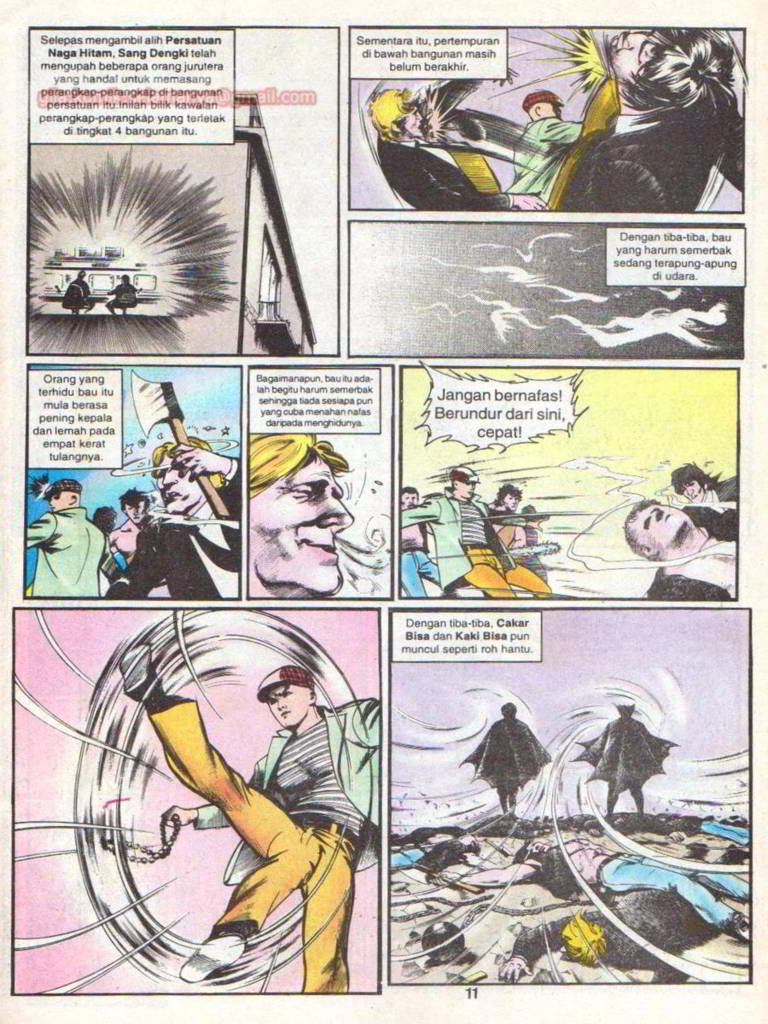 Selepas mengambil alih Persatuan
Naga Hitam, Sang Dengki telah
mengupah beberapa orang jurutera
yang handal untuk memasang
perangkap-perangkap di bangunan
persatuan itu.Inilah bilik kawalan
perangkap-perangkap yang terletak
di tingkat 4 bangunan itu.
Sementara itu, pertempuran
di bawah bangunan masih
belum berakhir.
Dengan tiba-tiba, bau
yang harum semerbak
sedang terapung-apung
di udara.
Orang yang
terhidu bau itu
mula berasa
pening kepala
dan lemah pada
empat kerat
tulangnya.
Bagaimanapun, bau itu ada-
lah begitu harum semerbak
sehingga tiada sesiapa pun
yang cuba menahan nafas
daripada menghidunya.
Jangan bernafas!
Berundur dari sini,
cepat!
Dengan tiba-tiba, Cakar
Bisa dan Kaki Bisa pun
muncul seperti roh hantu.
11